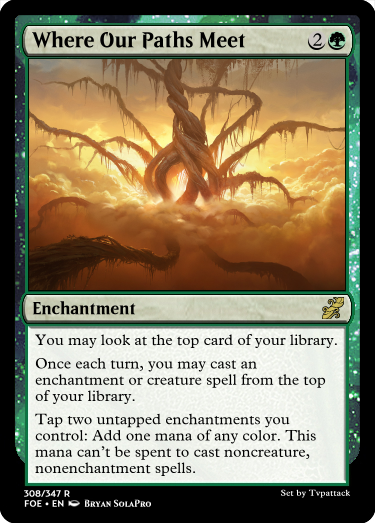 Where Our Paths Meet 2
Enchantment
You may look at the top card of your library.
Once each turn, you may cast an
enchantment or creature spell from the top
of your library.
Tap two untapped enchantments you
control: Add one mana of any color. This
mana can't be spent to cast noncreature,
nonenchantment spells.
308/347 R
Set by Tvpattack
FOE • EN Bryan SolaPro